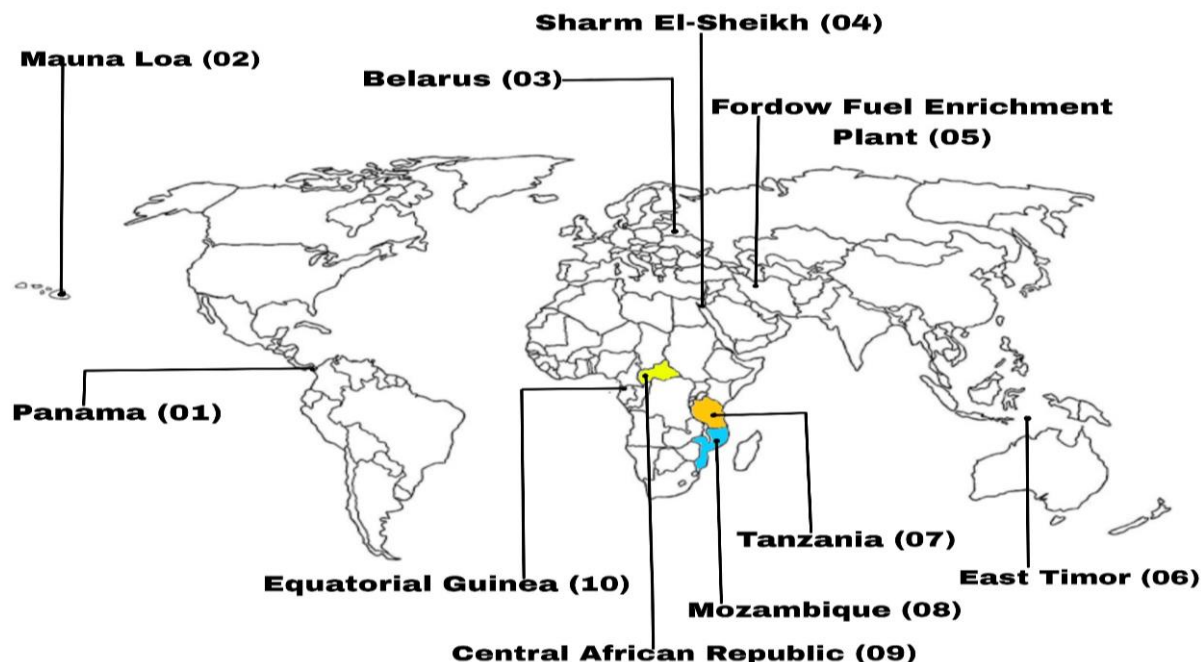 Sharm El-Sheikh (04)
Mauna Loa (02)
Belarus (03)
Fordow Fuel Enrichment
Plant (05)
Panama (01)
Tanzania (07)
East Timor (06)
Equatorial Guinea (10)
Mozambique (08)
Central African Republic (09)